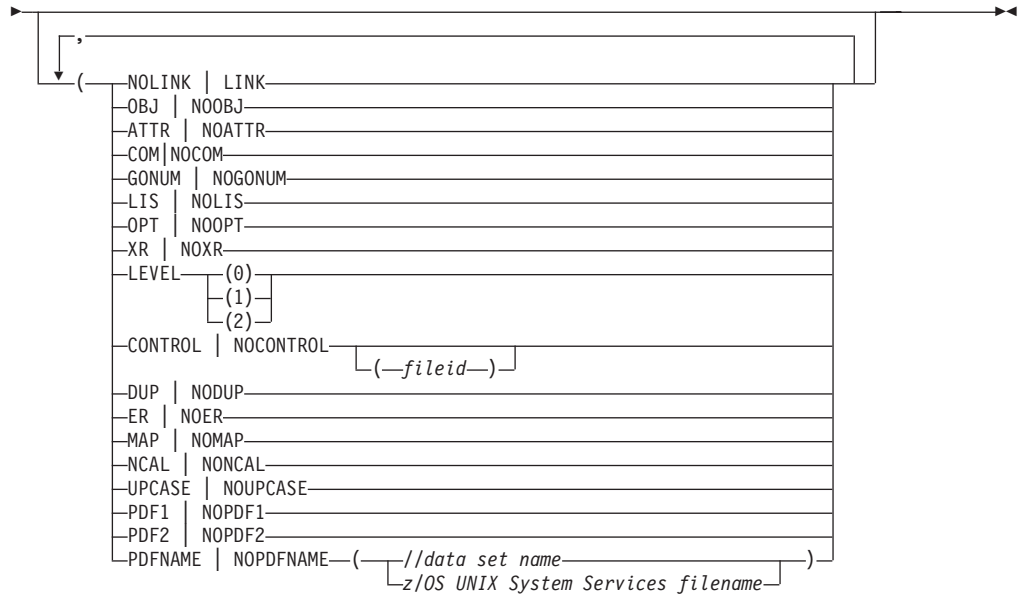 ,
( NOLINK | LINK
OBJ | NOOBJ
ATTR | NOATTR
COM|NOCOM
GONUM | NOGONUM
LIS | NOLIS
OPT | NOOPT
XR | NOXR
LEVEL (0)
(1)
(2)
CONTROL | NOCONTROL
( fileid )
DUP | NODUP
ER | NOER
MAP | NOMAP
NCAL | NONCAL
UPCASE | NOUPCASE
PDF1 | NOPDF1
PDF2 | NOPDF2
PDFNAME | NOPDFNAME ( //data set name )
z/OS UNIX System Services filename